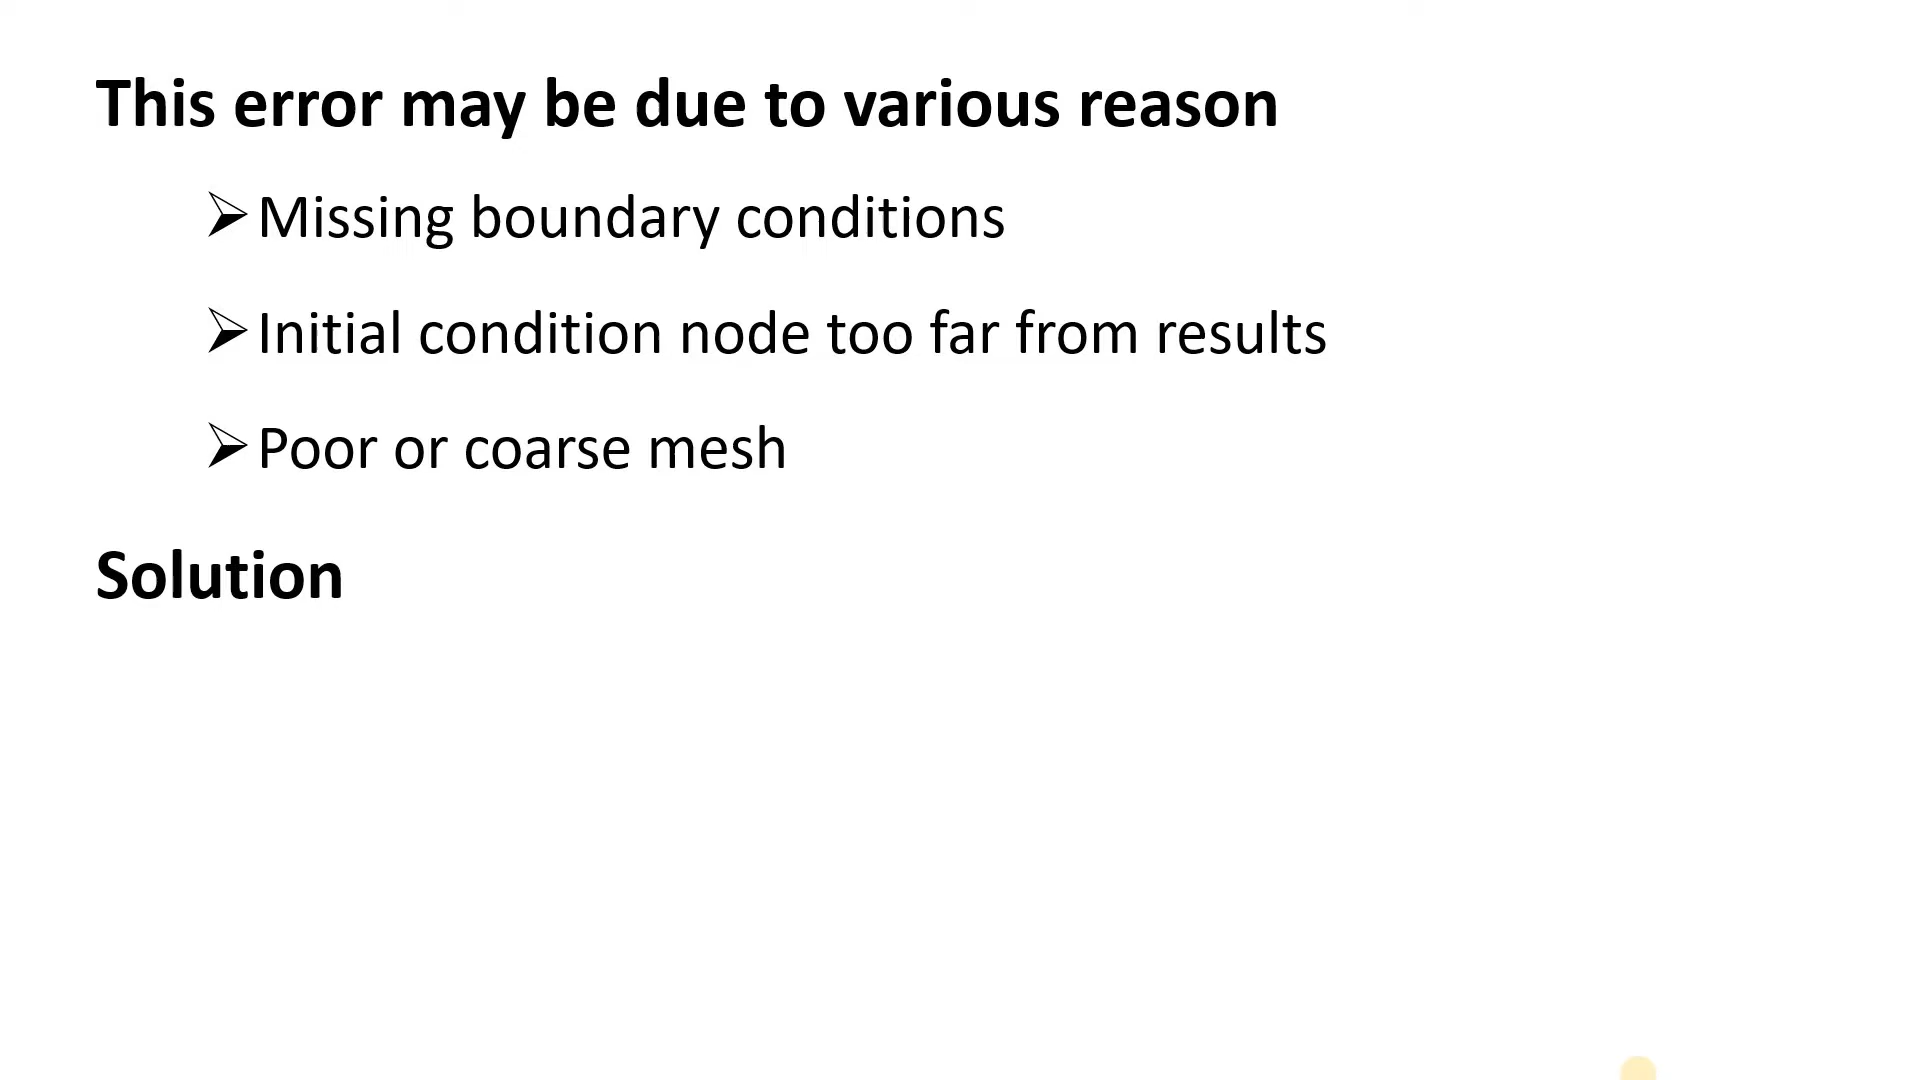 This error may be due to various reason
➢Missing boundary conditions
➢Initial condition node too far from results
➢Poor or coarse mesh
Solution